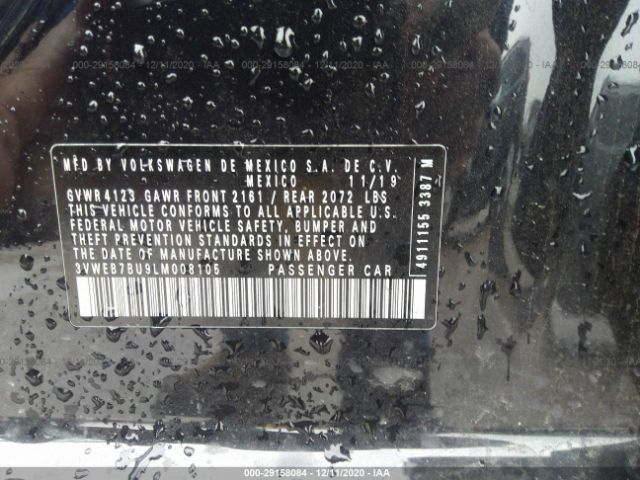 000-29158084 - 12/11/2020 - IAA
MFD BY VOLKSWAGEN DE MEXICO S.A. DE C.V.
MEXICO 11/19
GVWR 4123 GAWR FRONT 2161 / REAR 2072 LBS
THIS VEHICLE CONFORMS TO ALL APPLICABLE U.S.
FEDERAL MOTOR VEHICLE SAFETY, BUMPER AND
THEFT PREVENTION STANDARDS IN EFFECT ON
THE DATE OF MANUFACTURE SHOWN ABOVE.
3VWEB7BU9LM008105 PASSENGER CAR
4911155 3387 M
000-29158084 - 12/11/2020 - IAA